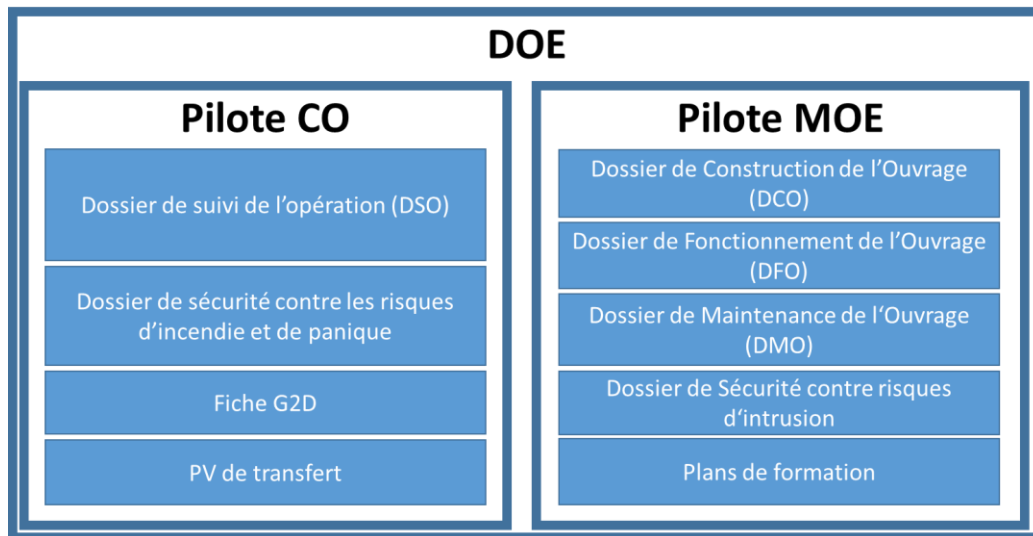 DOE
Pilote CO
Dossier de suivi de l'opération (DSO)
Dossier de sécurité contre les risques
d'incendie et de panique
Fiche G2D
PV de transfert
Pilote MOE
Dossier de Construction de l'Ouvrage
(DCO)
Dossier de Fonctionnement de l'Ouvrage
(DFO)
Dossier de Maintenance de l‘Ouvrage
(DMO)
Dossier de Sécurité contre risques
d‘intrusion
Plans de formation